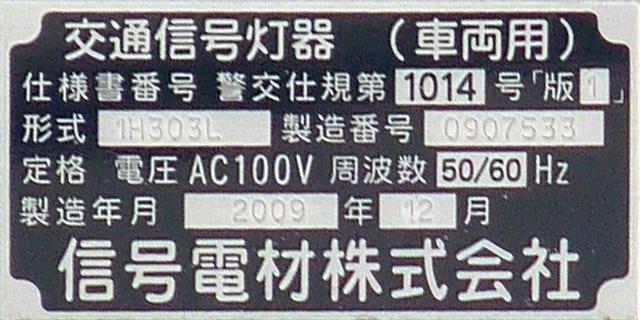 交通信号灯器 （車両用）
仕様書番号 警交仕規第 1014 号「版 1」
形式 1H303L 製造番号 0907533
定格 電圧 AC100V 周波数 50/60 Hz
製造年月 2009 年 12 月
信号電材株式会社